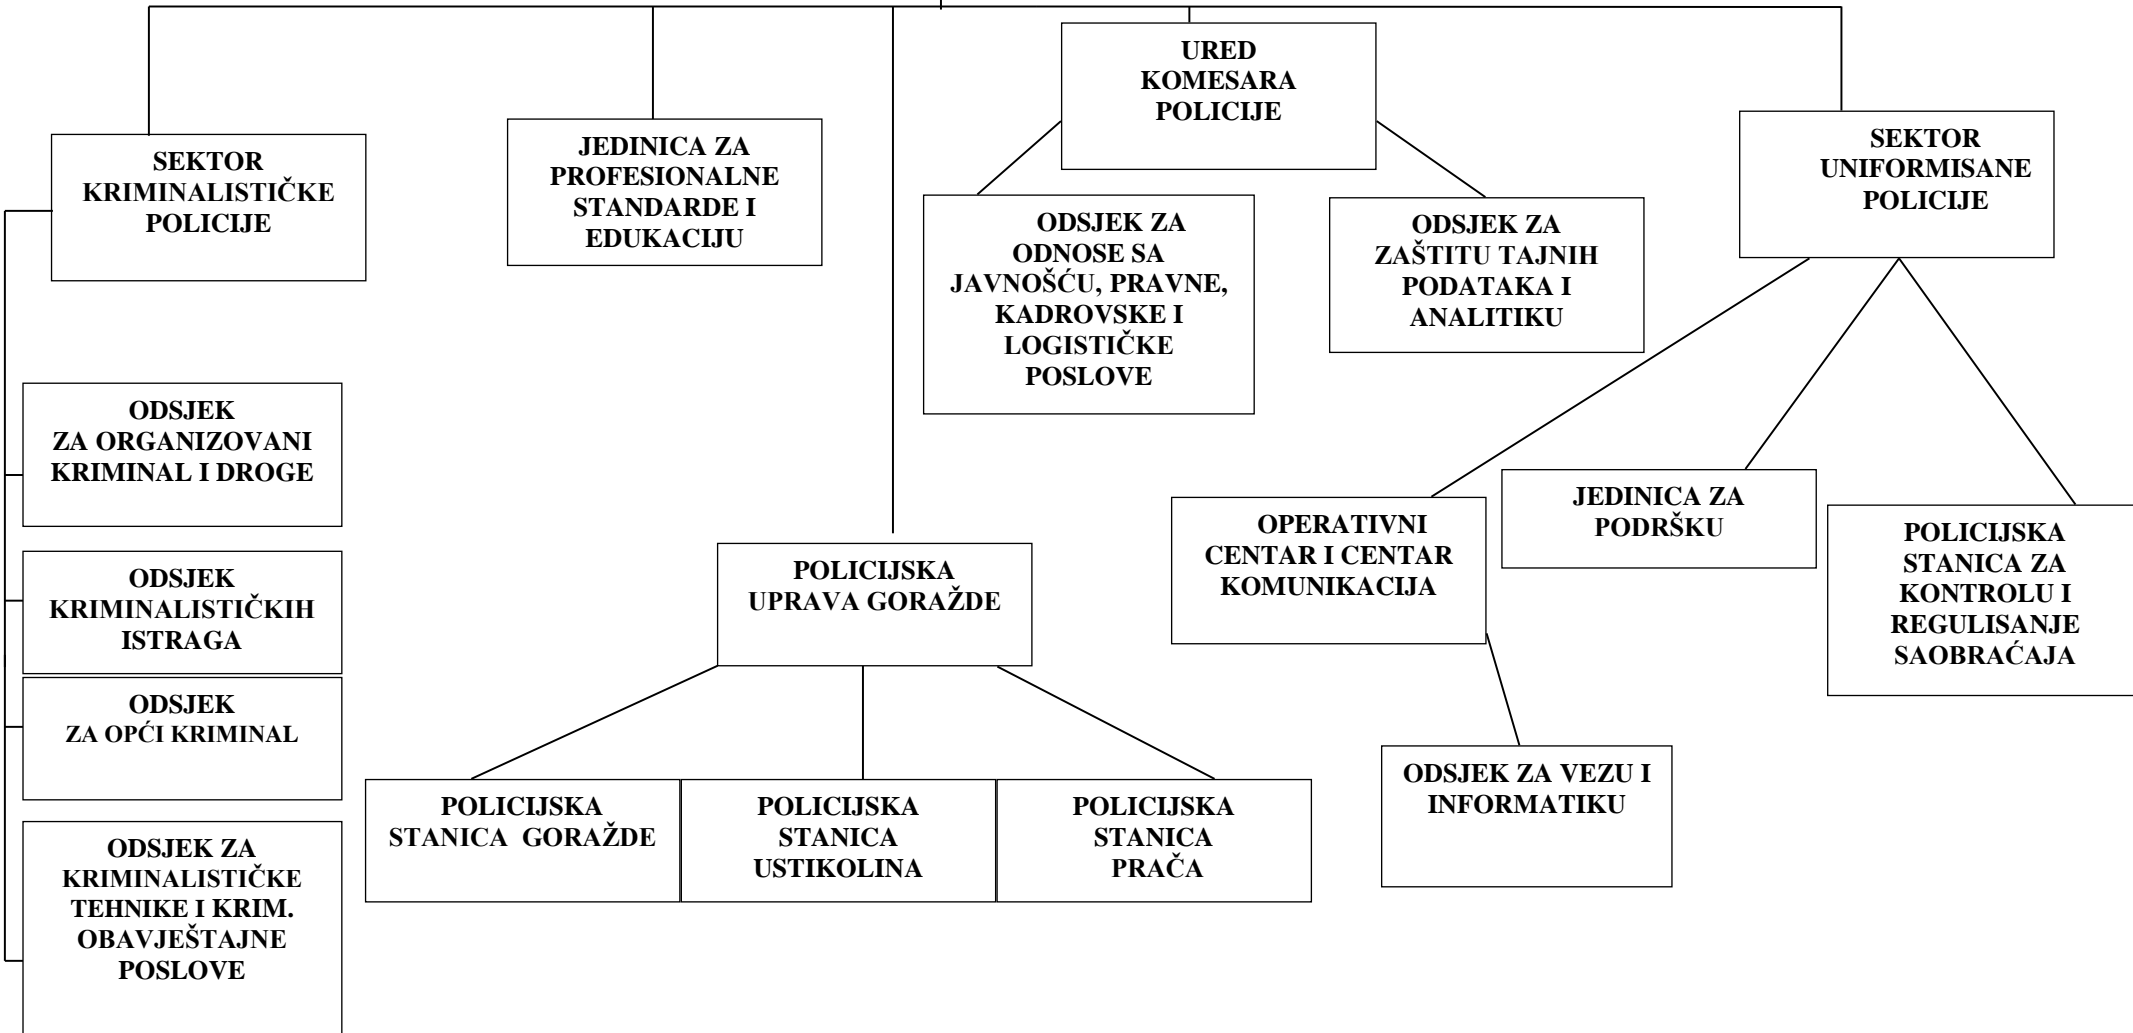 URED
KOMESARA
POLICIJE
SEKTOR
KRIMINALISTIČKE
POLICIJE
JEDINICA ZA
PROFESIONALNE
STANDARDE I
EDUKACIJU
SEKTOR
UNIFORMISANE
POLICIJE
ODSJEK ZA
ODNOSE SA
JAVNOŠĆU, PRAVNE,
KADROVSKE I
LOGISTIČKE
POSLOVE
ODSJEK ZA
ZAŠTITU TAJNIH
PODATAKA I
ANALITIKU
ODSJEK
ZA ORGANIZOVANI
KRIMINAL I DROGE
ODSJEK
KRIMINALISTIČKIH
ISTRAGA
ODSJEK
ZA OPĆI KRIMINAL
ODSJEK ZA
KRIMINALISTIČKE
TEHNIKE I KRIM.
OBAVJEŠTAJNE
POSLOVE
POLICIJSKA
UPRAVA GORAŽDE
POLICIJSKA
STANICA GORAŽDE
POLICIJSKA
STANICA
USTIKOLINA
POLICIJSKA
STANICA
PRAČA
OPERATIVNI
CENTAR I CENTAR
KOMUNIKACIJA
JEDINICA ZA
PODRŠKU
POLICIJSKA
STANICA ZA
KONTROLU I
REGULISANJE
SAOBRAĆAJA
ODSJEK ZA VEZU I
INFORMATIKU